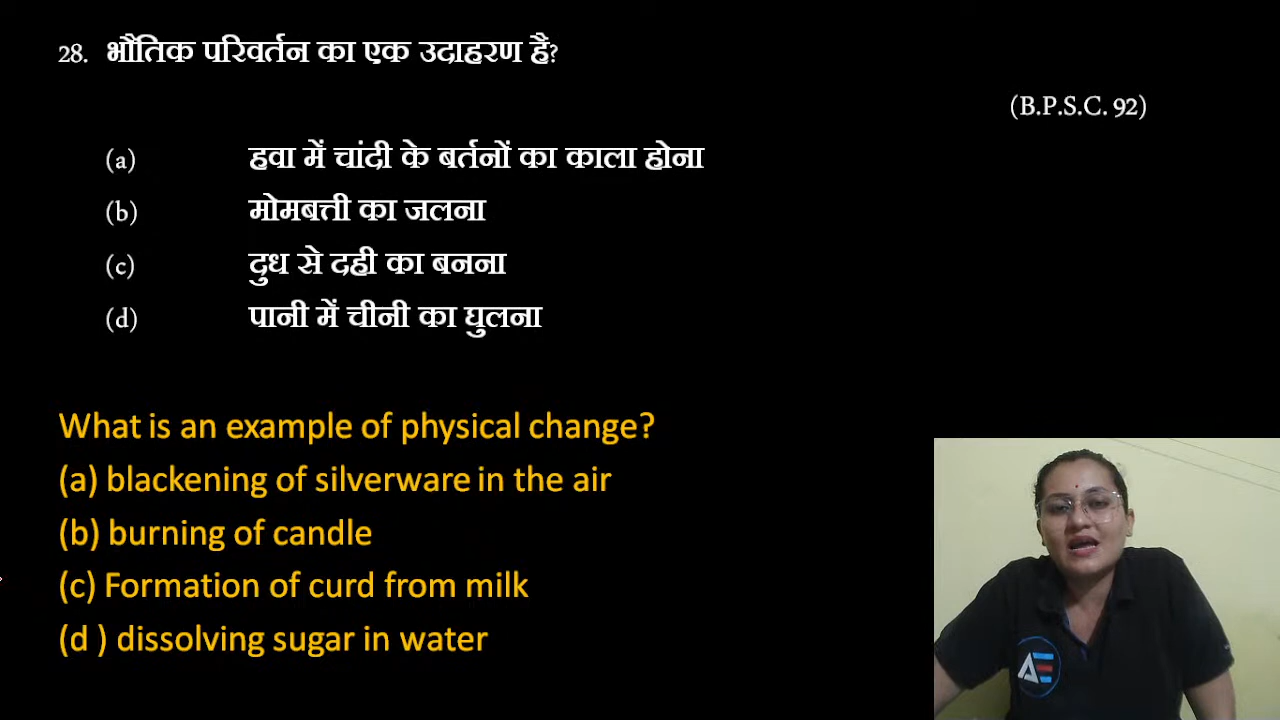 28. भौतिक परिवर्तन का एक उदाहरण है?
(B.P.S.C. 92)
(a) हवा में चांदी के बर्तनों का काला होना
(b) मोमबत्ती का जलना
(c) दुध से दही का बनना
(d) पानी में चीनी का घुलना
What is an example of physical change?
(a) blackening of silverware in the air
(b) burning of candle
(c) Formation of curd from milk
(d ) dissolving sugar in water
AE